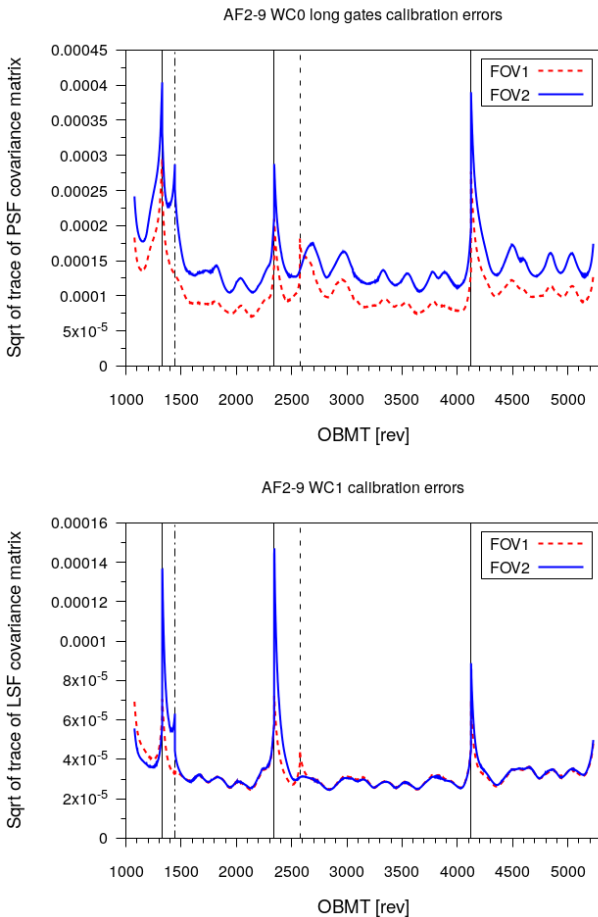 AF2-9 WC0 long gates calibration errors
Sqrt of trace of PSF covariance matrix
0.00045
0.0004
0.00035
0.0003
0.00025
0.0002
0.00015
0.0001
5x10⁻⁵
0
FOV1
FOV2
1000 1500 2000 2500 3000 3500 4000 4500 5000
OBMT [rev]
AF2-9 WC1 calibration errors
Sqrt of trace of LSF covariance matrix
0.00016
0.00014
0.00012
0.0001
8x10⁻⁵
6x10⁻⁵
4x10⁻⁵
2x10⁻⁵
0
FOV1
FOV2
1000 1500 2000 2500 3000 3500 4000 4500 5000
OBMT [rev]